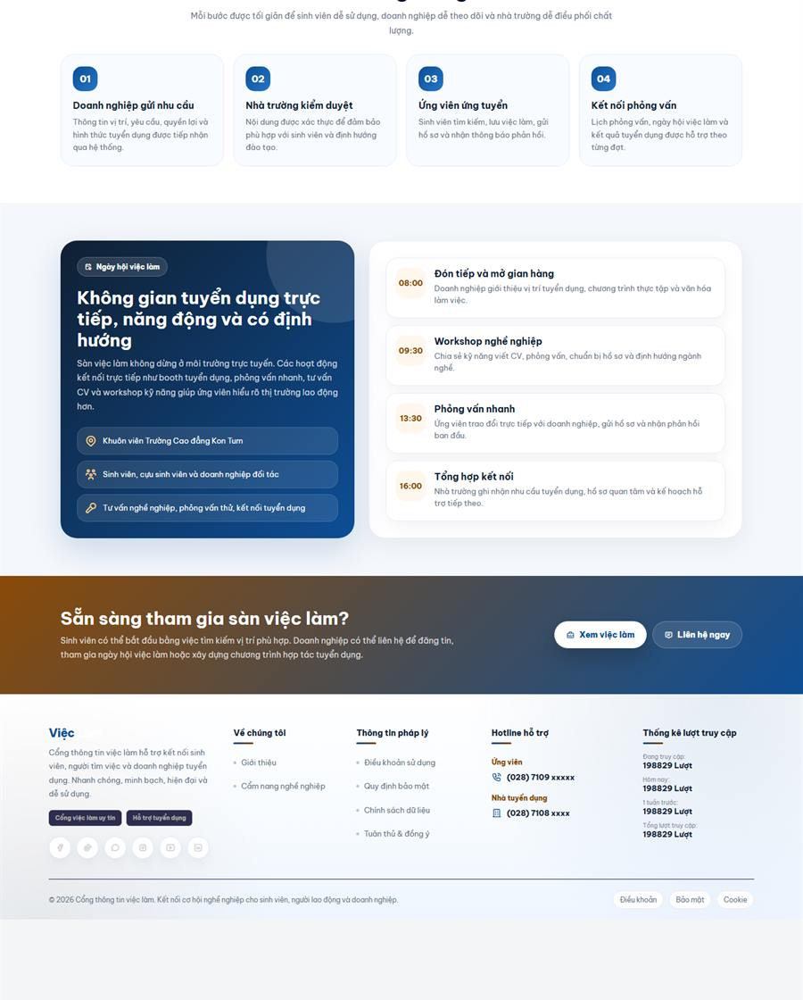 Mỗi bước được tối giản để sinh viên dễ sử dụng, doanh nghiệp dễ theo dõi và nhà trường dễ điều phối chất
lượng.
01
Doanh nghiệp gửi nhu cầu
Thông tin vị trí, yêu cầu, quyền lợi và
hình thức tuyển dụng được tiếp nhận
qua hệ thống.
02
Nhà trường kiểm duyệt
Nội dung được xác thực để đảm bảo
phù hợp với sinh viên và định hướng
đào tạo.
03
Ứng viên ứng tuyển
Sinh viên tìm kiếm, lưu việc làm, gửi
hồ sơ và nhận thông báo phản hồi.
04
Kết nối phỏng vấn
Lịch phỏng vấn, ngày hội việc làm và
kết quả tuyển dụng được hỗ trợ theo
từng đợt.
Ngày hội việc làm
Không gian tuyển dụng trực
tiếp, năng động và có định
hướng
Sàn việc làm không dừng ở môi trường trực tuyến. Các hoạt động
kết nối trực tiếp như booth tuyển dụng, phỏng vấn nhanh, tư vấn
CV và workshop kỹ năng giúp ứng viên hiểu rõ thị trường lao động
hơn.
Khuôn viên Trường Cao đẳng Kon Tum
Sinh viên, cựu sinh viên và doanh nghiệp đối tác
Tư vấn nghề nghiệp, phỏng vấn thử, kết nối tuyển dụng
08:00
Đón tiếp và mở gian hàng
Doanh nghiệp giới thiệu vị trí tuyển dụng, chương trình thực tập và văn hóa
làm việc.
09:30
Workshop nghề nghiệp
Chia sẻ kỹ năng viết CV, phỏng vấn, chuẩn bị hồ sơ và định hướng ngành
nghề.
13:30
Phỏng vấn nhanh
Ứng viên trao đổi trực tiếp với doanh nghiệp, gửi hồ sơ và nhận phản hồi
ban đầu.
16:00
Tổng hợp kết nối
Nhà trường ghi nhận nhu cầu tuyển dụng, hồ sơ quan tâm và kế hoạch hỗ
trợ tiếp theo.
Sẵn sàng tham gia sàn việc làm?
Sinh viên có thể bắt đầu bằng việc tìm kiếm vị trí phù hợp. Doanh nghiệp có thể liên hệ để đăng tin,
tham gia ngày hội việc làm hoặc xây dựng chương trình hợp tác tuyển dụng.
Xem việc làm
Liên hệ ngay
Việc
Cổng thông tin việc làm hỗ trợ kết nối sinh
viên, người tìm việc và doanh nghiệp tuyển
dụng. Nhanh chóng, minh bạch, hiện đại và
dễ sử dụng.
Cổng việc làm uy tín
Hỗ trợ tuyển dụng
Về chúng tôi
Giới thiệu
Cẩm nang nghề nghiệp
Thông tin pháp lý
Điều khoản sử dụng
Quy định bảo mật
Chính sách dữ liệu
Tuân thủ & đồng ý
Hotline hỗ trợ
Ứng viên
(028) 7109 xxxxx
Nhà tuyển dụng
(028) 7108 xxxx
Thống kê lượt truy cập
Đang truy cập:
198829 Lượt
Hôm nay:
198829 Lượt
1 tuần trước:
198829 Lượt
Tổng lượt truy cập:
198829 Lượt
© 2026 Cổng thông tin việc làm. Kết nối cơ hội nghề nghiệp cho sinh viên, người lao động và doanh nghiệp.
Điều khoản
Bảo mật
Cookie